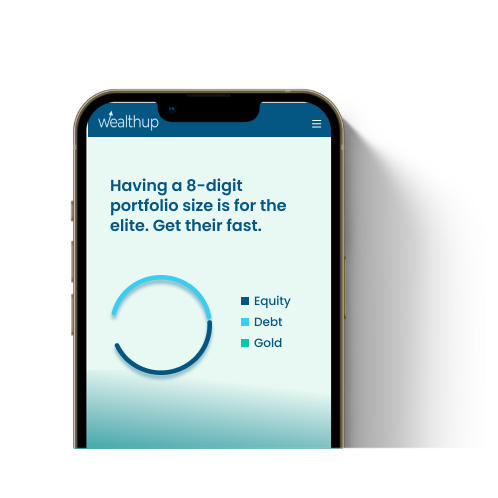 wealthup
Having a 8-digit
portfolio size is for the
elite. Get their fast.
Equity
Debt
Gold